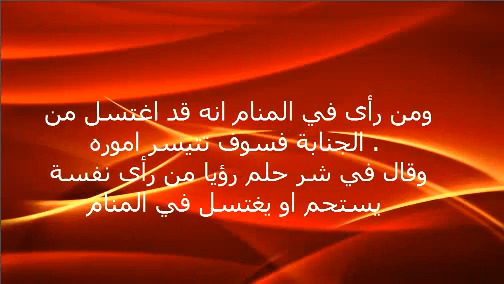 ومن رأى في المنام انه قد اغتسل من
الجنابة فسوف تتيسر اموره .
وقال في شر حلم رؤيا من رأى نفسة
يستحم او يغتسل في المنام